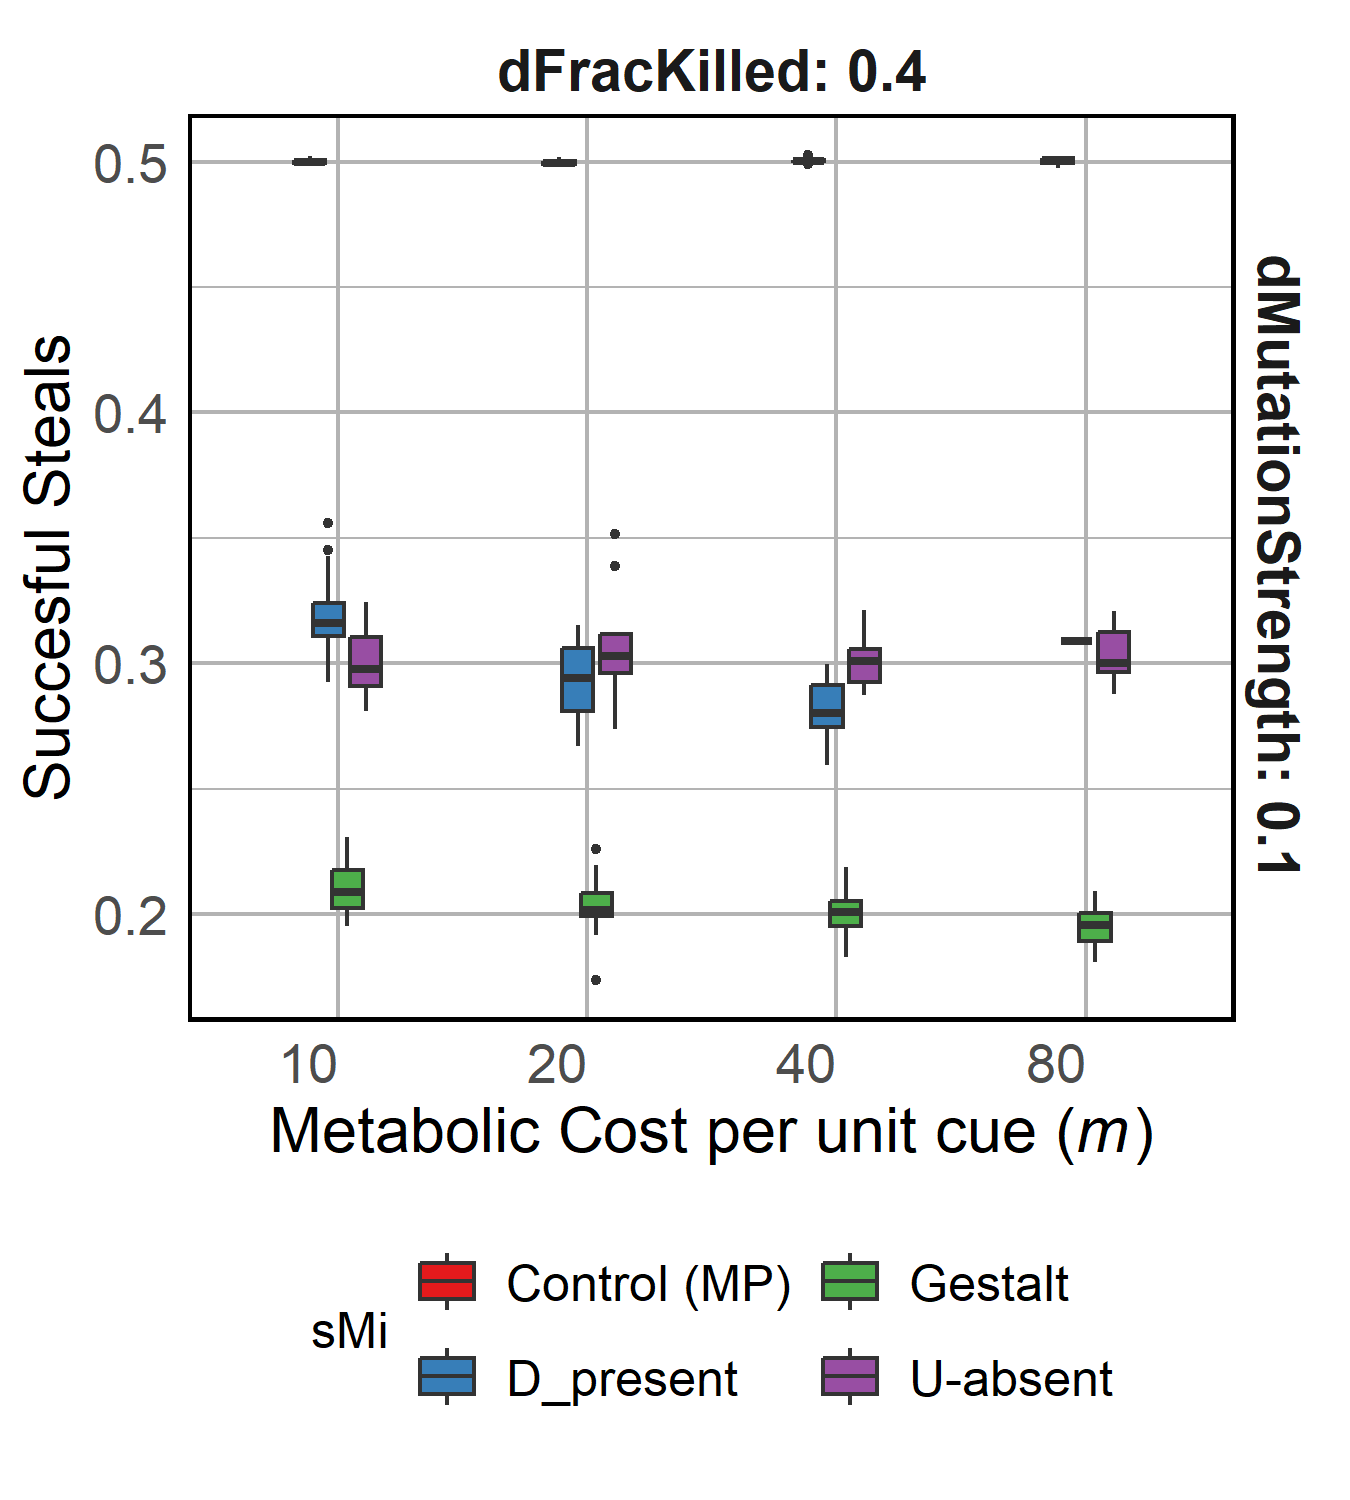 dFracKilled: 0.4
0.5
0.4
0.3
0.2
Succesful Steals
dMutationStrength: 0.1
10 20 40 80
Metabolic Cost per unit cue (m)
sMi
Control (MP) Gestalt
D_present U-absent